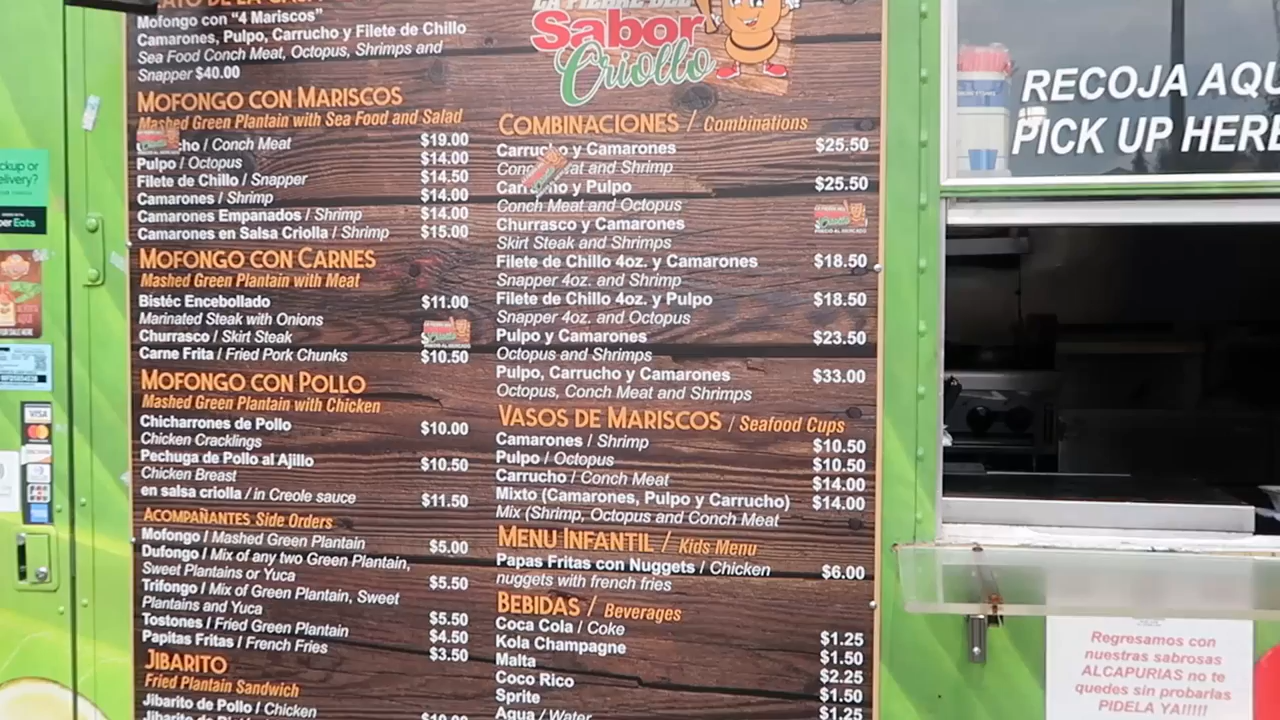 Mofongo con "4 Mariscos"
Camarones, Pulpo, Carrucho y Filete de Chillo
Sea Food Conch Meat, Octopus, Shrimps and
Snapper $40.00
MOFONGO CON MARISCOS
Mashed Green Plantain with Sea Food and Salad
/ Conch Meat $19.00
Pulpo / Octopus $14.00
Filete de Chillo / Snapper $14.50
Camarones / Shrimp $14.00
Camarones Empanados / Shrimp $14.00
Camarones en Salsa Criolla / Shrimp $15.00
MOFONGO CON CARNES
Mashed Green Plantain with Meat
Bistéc Encebollado $11.00
Marinated Steak with Onions
Churrasco / Skirt Steak
Carne Frita / Fried Pork Chunks $10.50
MOFONGO CON POLLO
Mashed Green Plantain with Chicken
Chicharrones de Pollo $10.00
Chicken Cracklings
Pechuga de Pollo al Ajillo $10.50
Chicken Breast
en salsa criolla / in Creole sauce $11.50
ACOMPAÑANTES Side Orders
Mofongo / Mashed Green Plantain $5.00
Dufongo / Mix of any two Green Plantain,
Sweet Plantains or Yuca $5.50
Trifongo / Mix of Green Plantain, Sweet
Plantains and Yuca $5.50
Tostones / Fried Green Plantain $4.50
Papitas Fritas / French Fries $3.50
JIBARITO
Fried Plantain Sandwich
Jibarito de Pollo / Chicken
Sabor
Criollo
COMBINACIONES / Combinations
Carrucho y Camarones $25.50
Meat and Shrimp
y Pulpo $25.50
Conch Meat and Octopus
Churrasco y Camarones
Skirt Steak and Shrimps
Filete de Chillo 4oz. y Camarones $18.50
Snapper 4oz. and Shrimp
Filete de Chillo 4oz. y Pulpo $18.50
Snapper 4oz. and Octopus
Pulpo y Camarones $23.50
Octopus and Shrimps
Pulpo, Carrucho y Camarones $33.00
Octopus, Conch Meat and Shrimps
VASOS DE MARISCOS / Seafood Cups
Camarones / Shrimp $10.50
Pulpo / Octopus $10.50
Carrucho / Conch Meat $14.00
Mixto (Camarones, Pulpo y Carrucho) $14.00
Mix (Shrimp, Octopus and Conch Meat
MENU INFANTIL / Kids Menu
Papas Fritas con Nuggets / Chicken $6.00
nuggets with french fries
BEBIDAS / Beverages
Coca Cola / Coke $1.25
Kola Champagne $1.50
Malta $2.25
Coco Rico $1.50
Sprite $1.25
Agua / Water
RECOJA AQU
PICK UP HERE
Regresamos con
nuestras sabrosas
ALCAPURIAS no te
quedes sin probarlas
PIDELA YA!!!!!
ckup or
elivery?
er Eats
VISA